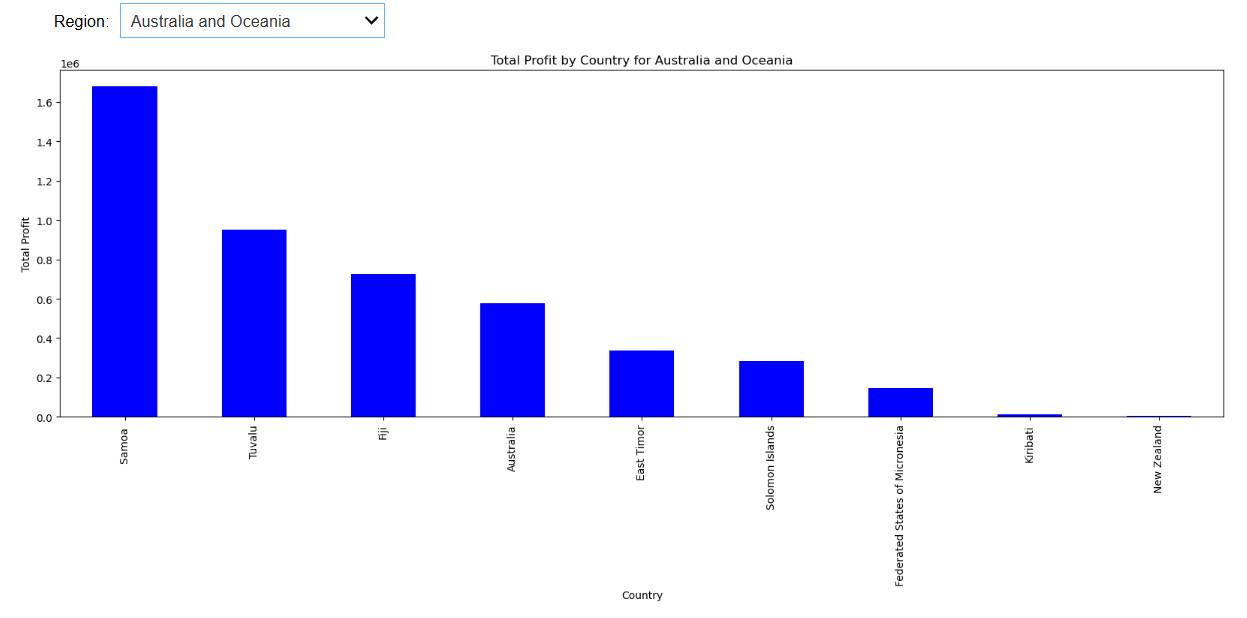 Region: Australia and Oceania
Total Profit by Country for Australia and Oceania
1e6
1.6
1.4
1.2
1.0
0.8
0.6
0.4
0.2
0.0
Total Profit
Samoa
Tuvalu
Fiji
Australia
East Timor
Solomon Islands
Federated States of Micronesia
Kiribati
New Zealand
Country